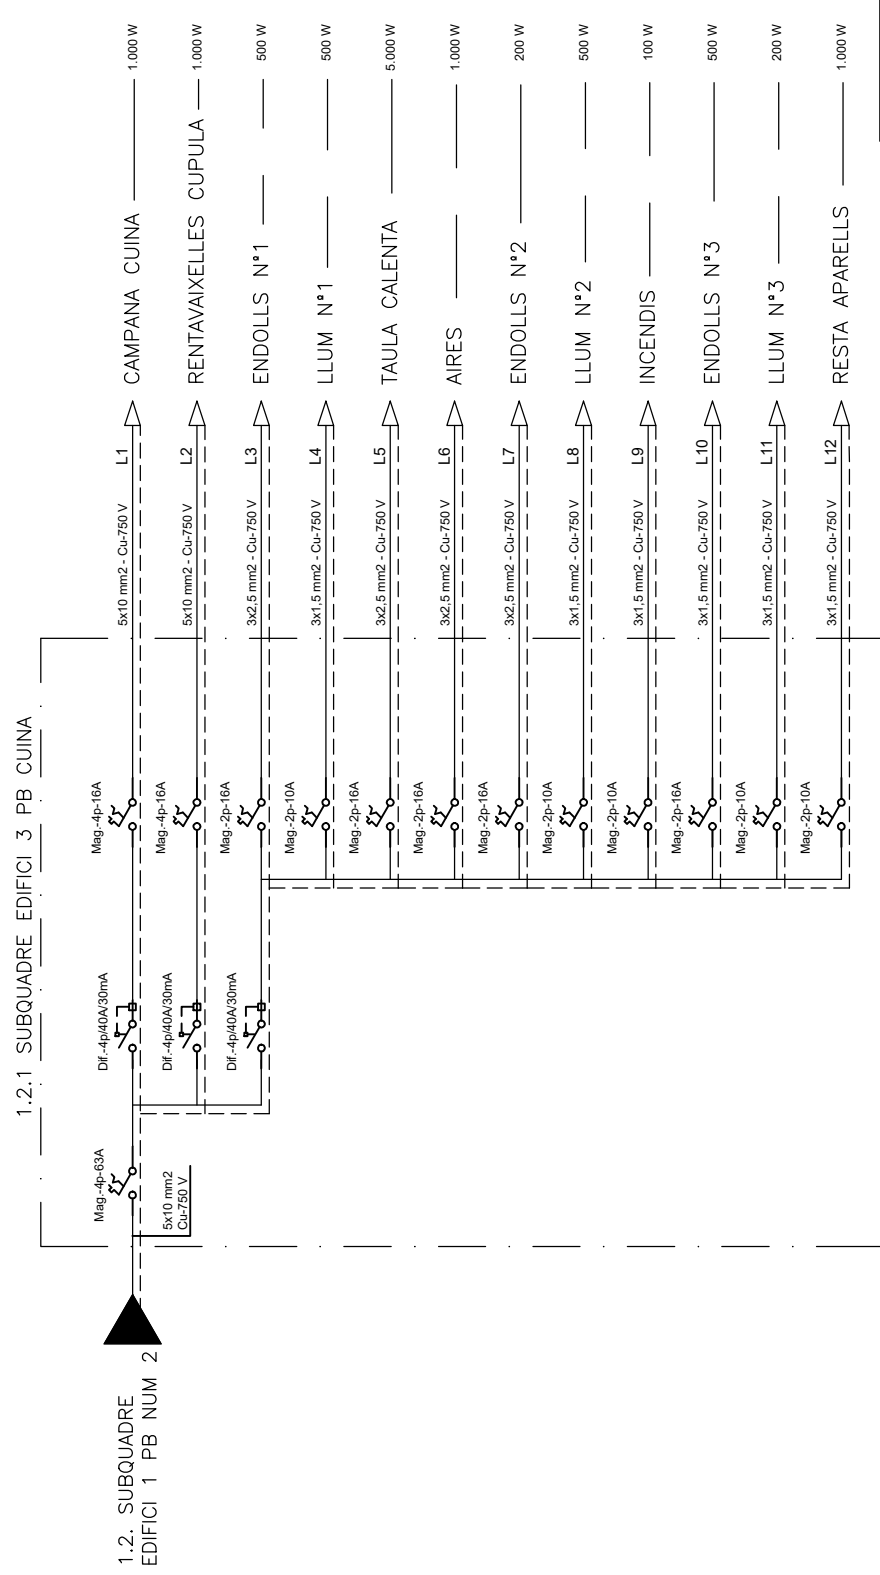 1.2.1 SUBQUADRE EDIFICI 3 PB CUINA
1.2. SUBQUADRE
EDIFICI 1 PB NUM 2
5x10 mm2
Cu-750 V
Mag.-4p-63A
Dif.-4p/40A/30mA
Mag.-4p-16A
5x10 mm2 - Cu-750 V
L1
CAMPANA CUINA
1.000 W
Dif.-4p/40A/30mA
Mag.-4p-16A
5x10 mm2 - Cu-750 V
L2
RENTAVAIXELLES CUPULA
1.000 W
Dif.-4p/40A/30mA
Mag.-2p-16A
3x2,5 mm2 - Cu-750 V
L3
ENDOLLS Nº1
500 W
Mag.-2p-10A
3x1,5 mm2 - Cu-750 V
L4
LLUM Nº1
500 W
Mag.-2p-16A
3x2,5 mm2 - Cu-750 V
L5
TAULA CALENTA
5.000 W
Mag.-2p-16A
3x2,5 mm2 - Cu-750 V
L6
AIRES
1.000 W
Mag.-2p-16A
3x2,5 mm2 - Cu-750 V
L7
ENDOLLS Nº2
200 W
Mag.-2p-10A
3x1,5 mm2 - Cu-750 V
L8
LLUM Nº2
500 W
Mag.-2p-10A
3x1,5 mm2 - Cu-750 V
L9
INCENDIS
100 W
Mag.-2p-16A
3x1,5 mm2 - Cu-750 V
L10
ENDOLLS Nº3
500 W
Mag.-2p-10A
3x1,5 mm2 - Cu-750 V
L11
LLUM Nº3
200 W
Mag.-2p-10A
3x1,5 mm2 - Cu-750 V
L12
RESTA APARELLS
1.000 W